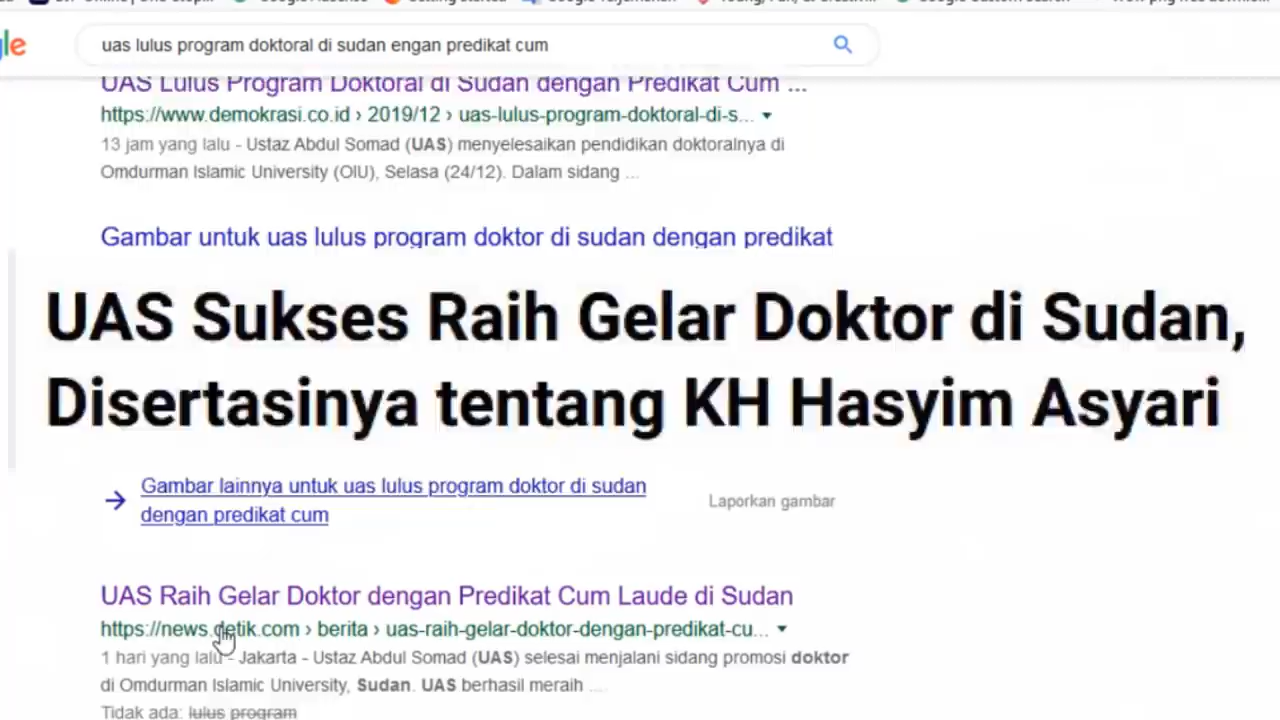 le
uas lulus program doktoral di sudan engan predikat cum
UAS Lulus Program Doktoral di Sudan dengan Predikat Cum ...
https://www.demokrasi.co.id › 2019/12 › uas-lulus-program-doktoral-di-s...
13 jam yang lalu - Ustaz Abdul Somad (UAS) menyelesaikan pendidikan doktoralnya di
Omdurman Islamic University (OIU), Selasa (24/12). Dalam sidang ...
Gambar untuk uas lulus program doktor di sudan dengan predikat
UAS Sukses Raih Gelar Doktor di Sudan,
Disertasinya tentang KH Hasyim Asyari
Gambar lainnya untuk uas lulus program doktor di sudan
dengan predikat cum
Laporkan gambar
UAS Raih Gelar Doktor dengan Predikat Cum Laude di Sudan
https://news.detik.com › berita › uas-raih-gelar-doktor-dengan-predikat-cu...
1 hari yang lalu - Jakarta - Ustaz Abdul Somad (UAS) selesai menjalani sidang promosi doktor
di Omdurman Islamic University, Sudan. UAS berhasil meraih ...
Tidak ada: lulus program